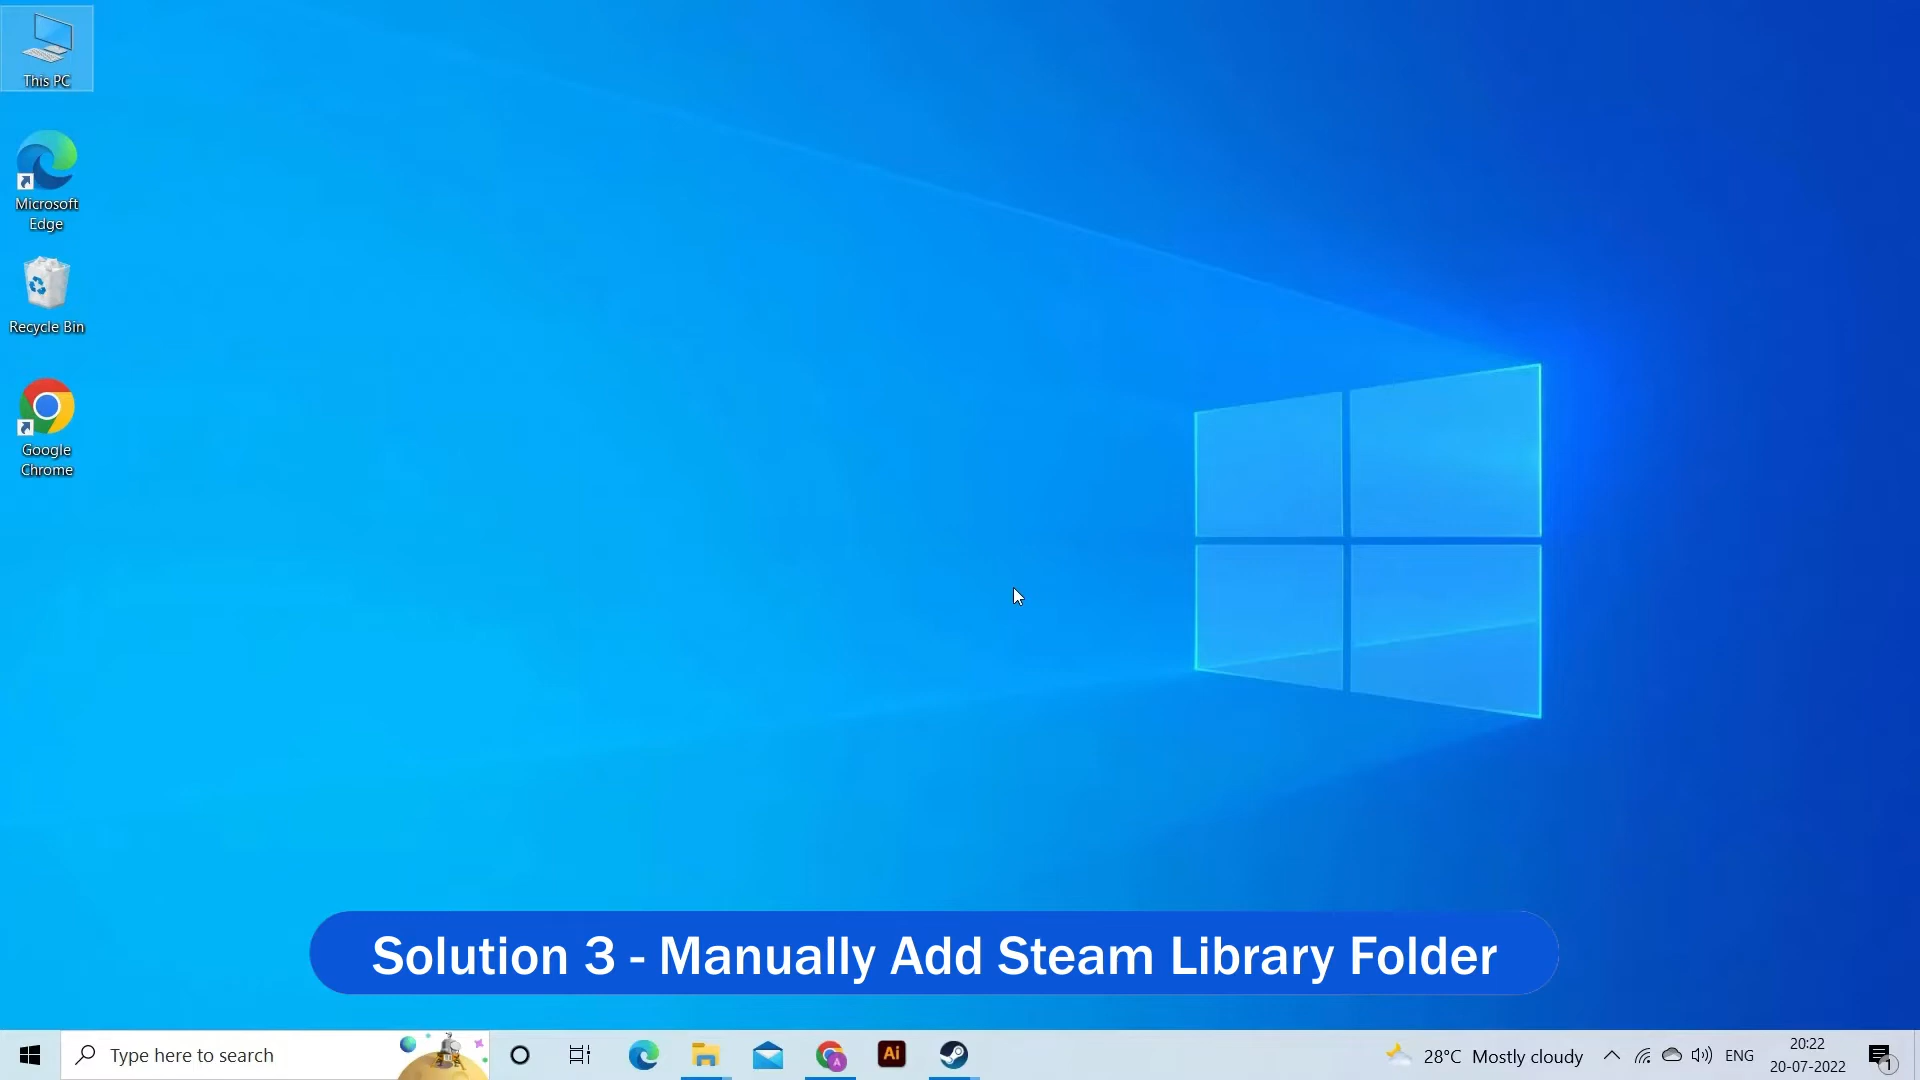 This PC
Microsoft
Edge
Recycle Bin
Google
Chrome
Solution 3 - Manually Add Steam Library Folder
Type here to search
A
Ai
28°C Mostly cloudy
ENG
20:22
20-07-2022
1